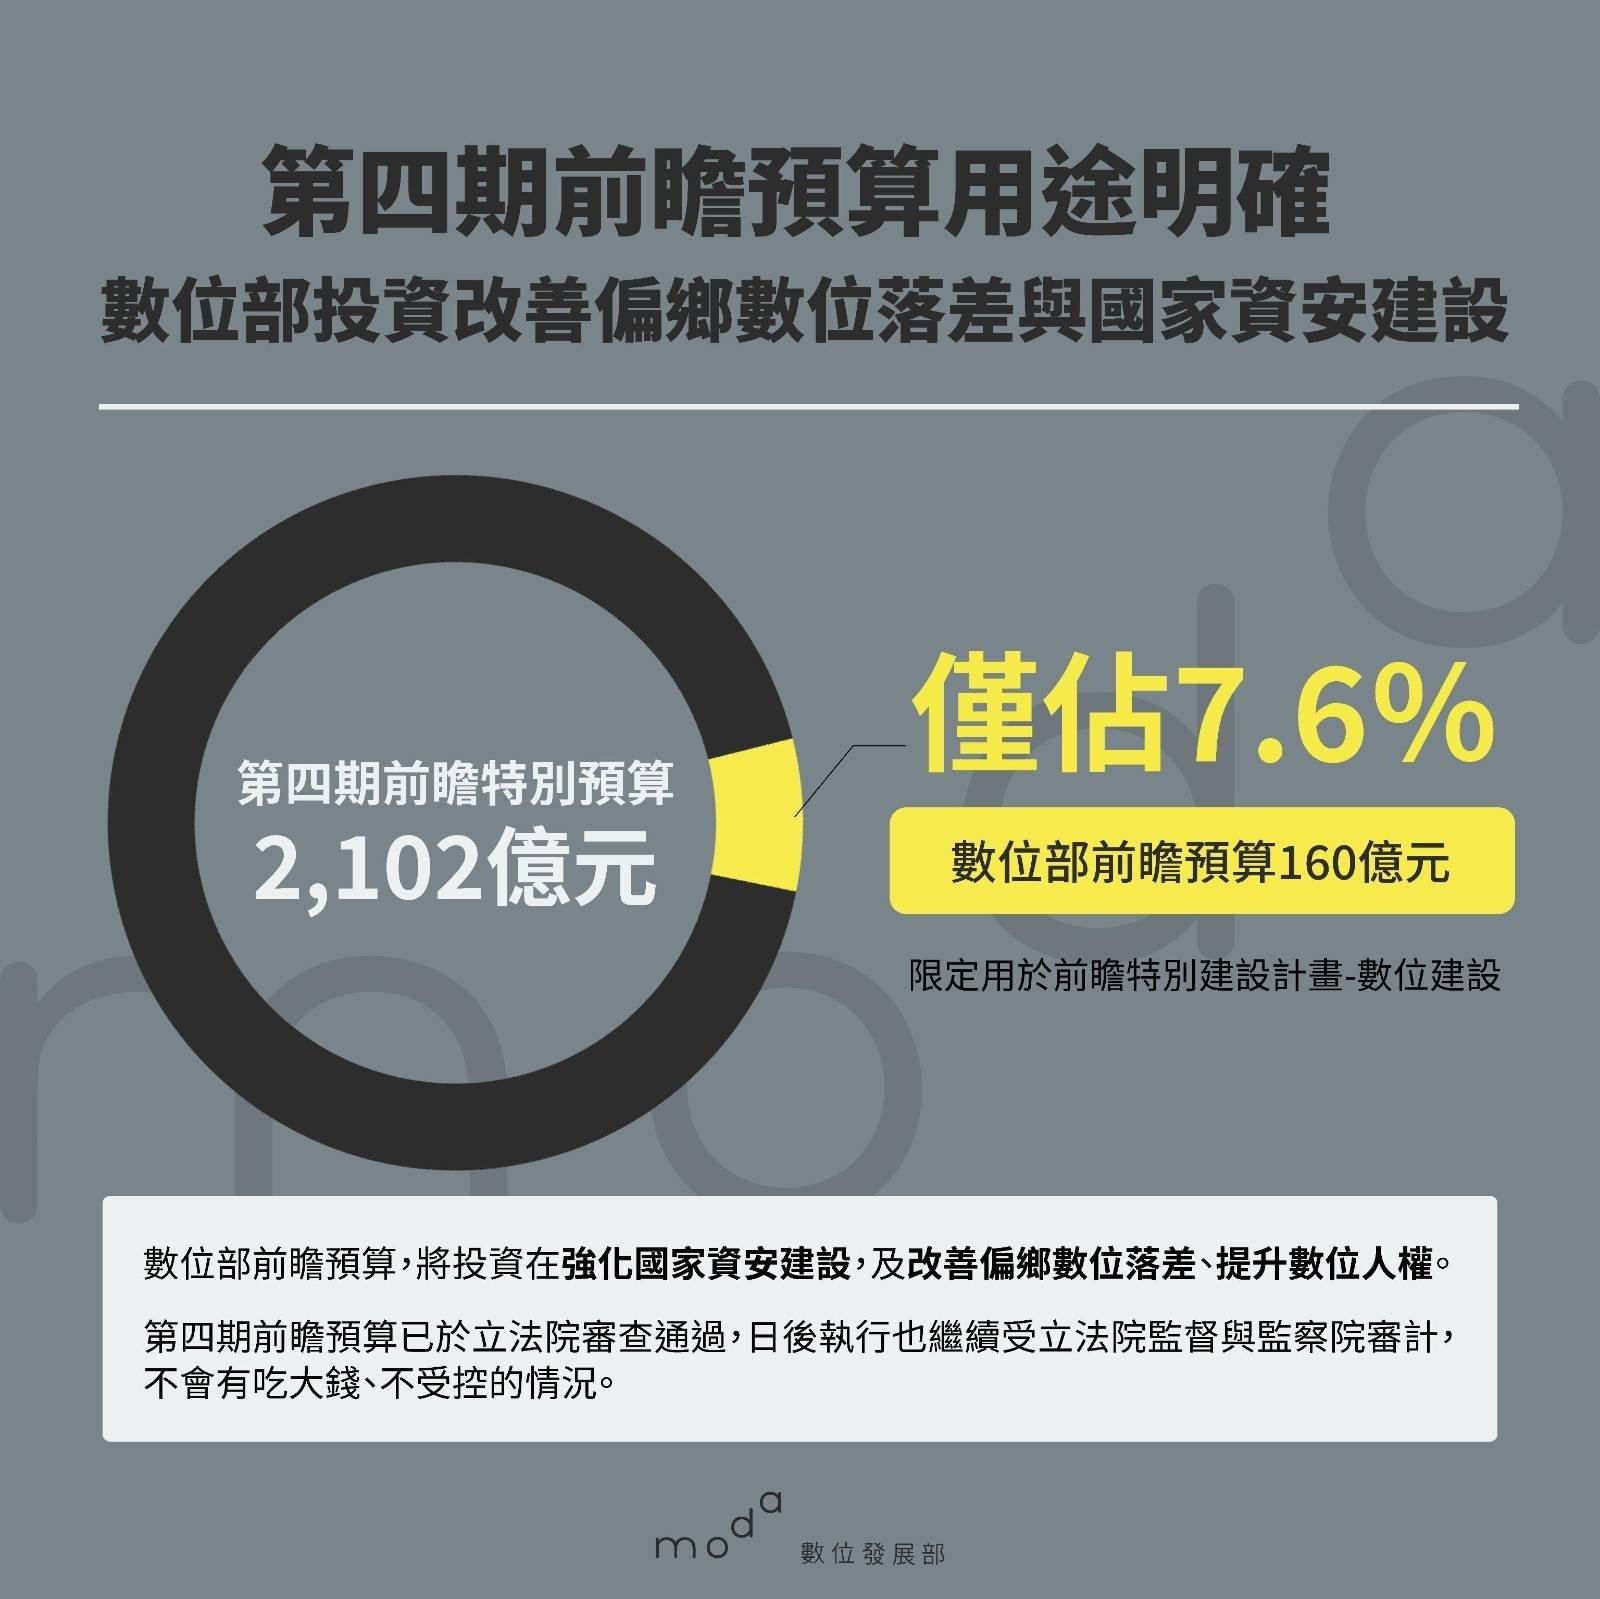 第四期前瞻預算用途明確
數位部投資改善偏鄉數位落差與國家資安建設
第四期前瞻特別預算
2,102億元
僅佔7.6%
數位部前瞻預算160億元
限定用於前瞻特別建設計畫-數位建設
數位部前瞻預算，將投資在強化國家資安建設，及改善偏鄉數位落差、提升數位人權。
第四期前瞻預算已於立法院審查通過，日後執行也繼續受立法院監督與監察院審計，
不會有吃大錢、不受控的情況。
moda 數位發展部
moda